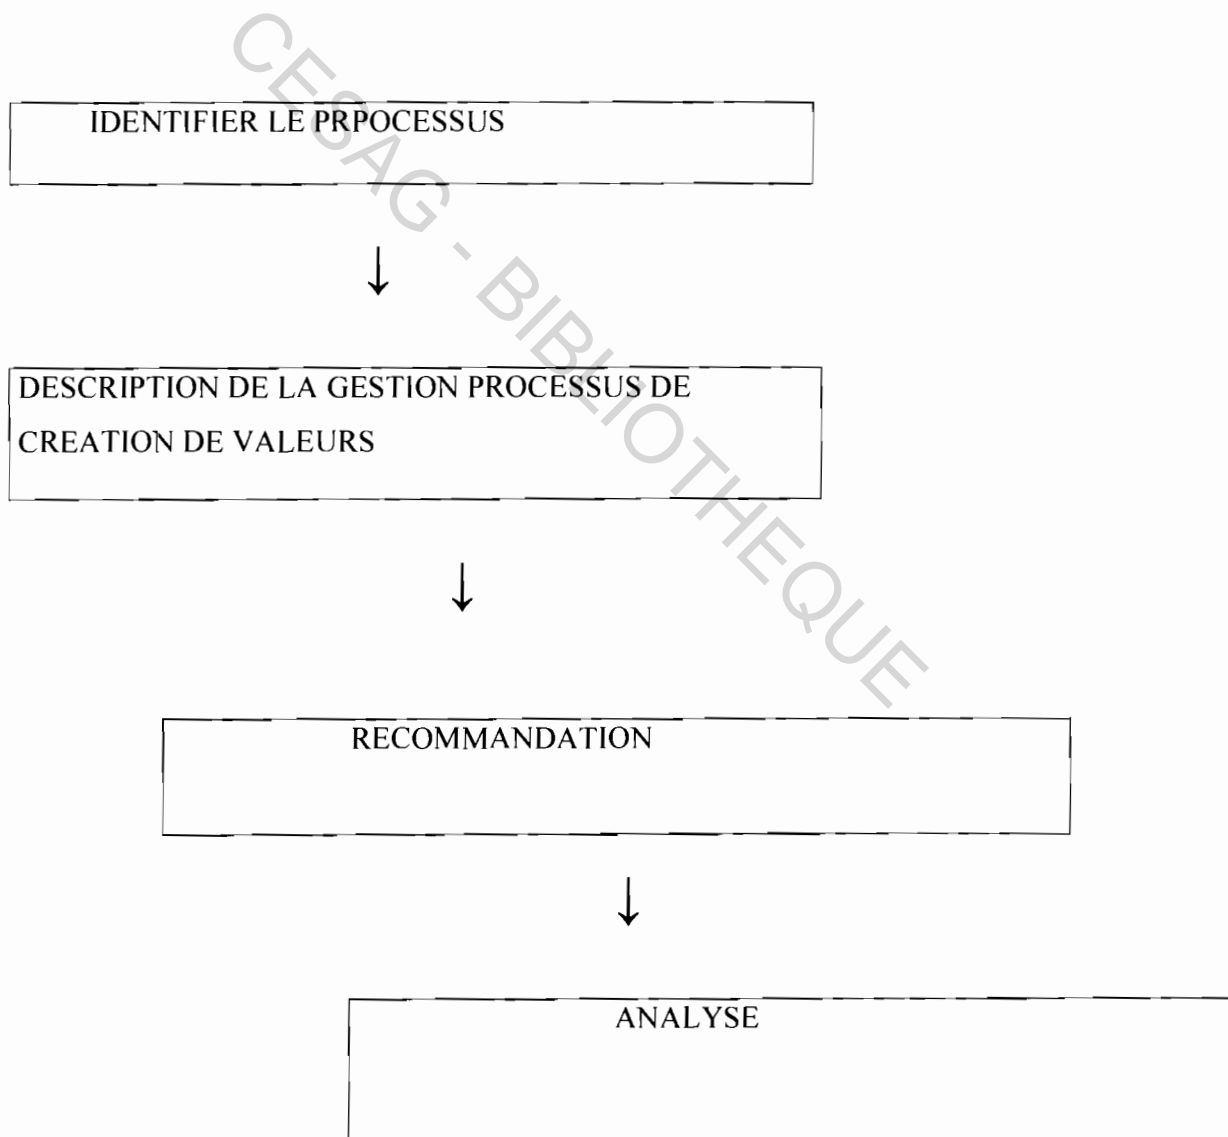 CESAG - BIBLIOTHEQUE
IDENTIFIER LE PRPOCESSUS
DESCRIPTION DE LA GESTION PROCESSUS DE
CREATION DE VALEURS
RECOMMANDATION
ANALYSE